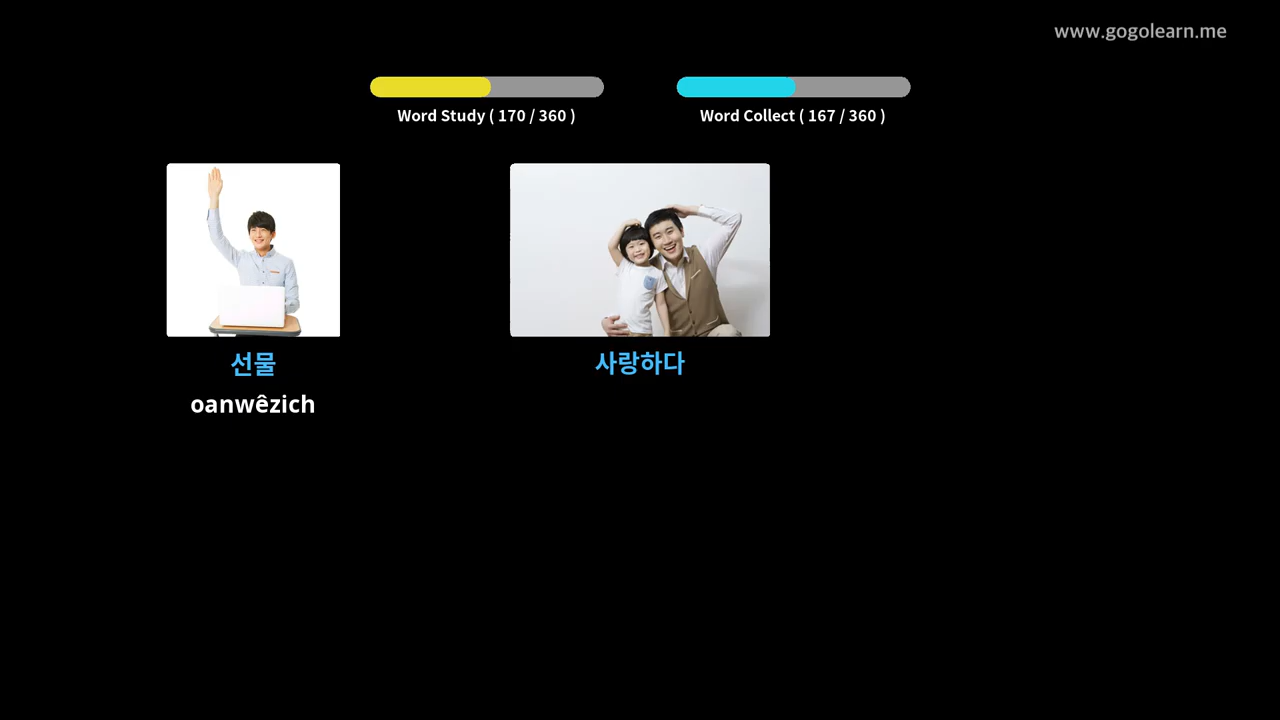 www.gogolearn.me
Word Study ( 170 / 360 )
Word Collect ( 167 / 360 )
선물
사랑하다
oanwêzich